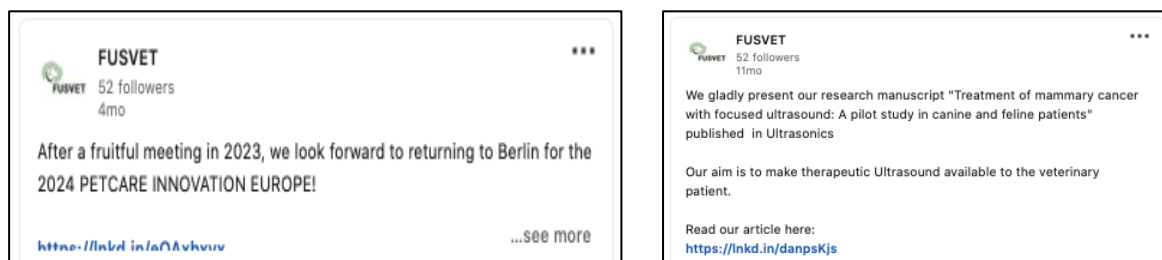 FUSVET
FUSVET
52 followers
4mo
After a fruitful meeting in 2023, we look forward to returning to Berlin for the
2024 PETCARE INNOVATION EUROPE!
...see more
FUSVET
FUSVET
52 followers
11mo
We gladly present our research manuscript "Treatment of mammary cancer
with focused ultrasound: A pilot study in canine and feline patients"
published in Ultrasonics
Our aim is to make therapeutic Ultrasound available to the veterinary
patient.
Read our article here:
https://lnkd.in/danpsKjs